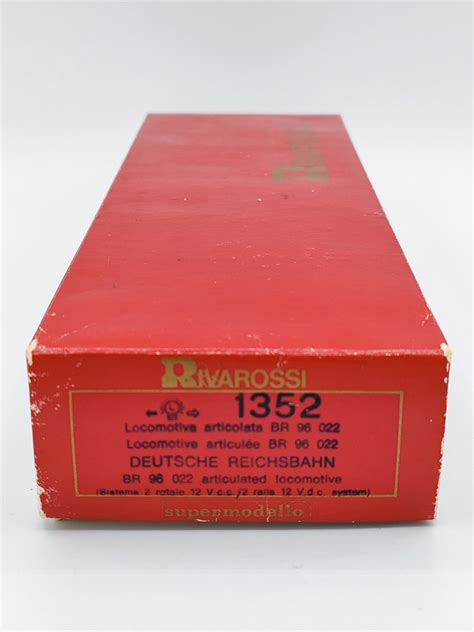 RIVAROSSI
RIVAROSSI
1352
Locomotiva articolata BR 96 022
Locomotive articulée BR 96 022
DEUTSCHE REICHSBAHN
BR 96 022 articulated locomotive
(Sistema 2 rotaie 12 V c.c./2 rails 12 V.d.c. system)
supermodello